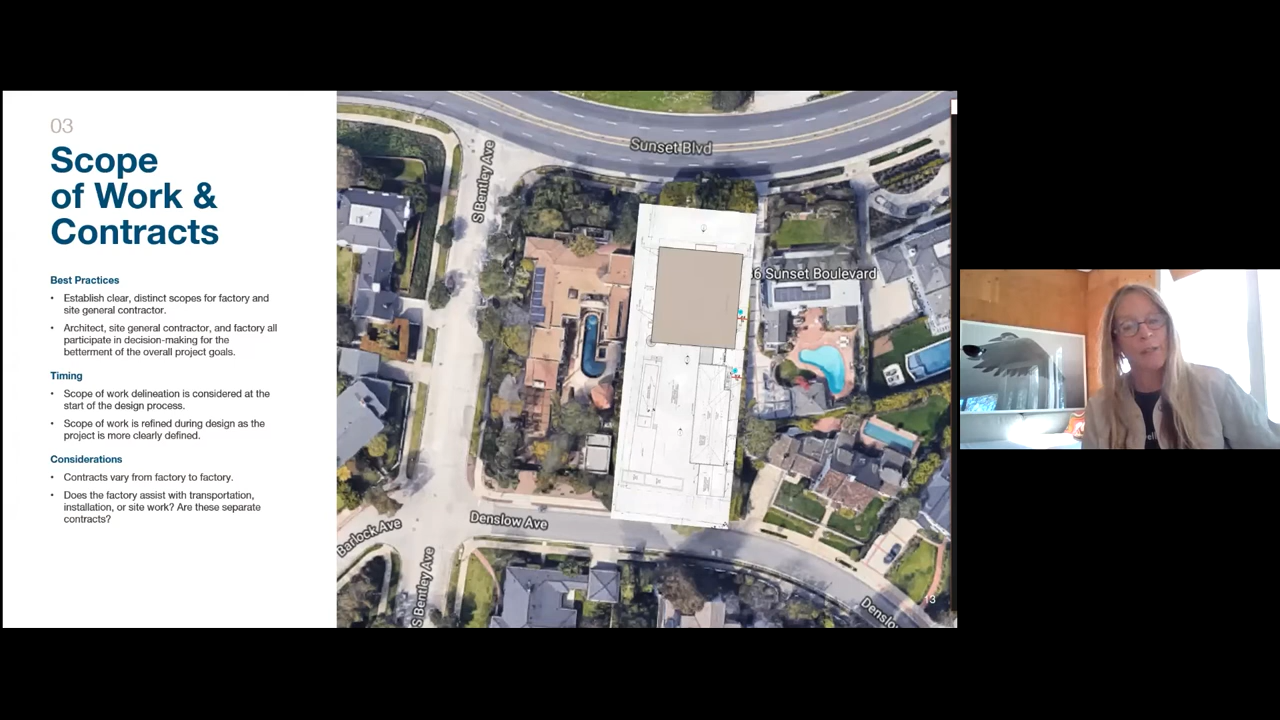 03
Scope
of Work &
Contracts
Best Practices
• Establish clear, distinct scopes for factory and
site general contractor.
• Architect, site general contractor, and factory all
participate in decision-making for the
betterment of the overall project goals.
Timing
• Scope of work delineation is considered at the
start of the design process.
• Scope of work is refined during design as the
project is more clearly defined.
Considerations
• Contracts vary from factory to factory.
• Does the factory assist with transportation,
installation, or site work? Are these separate
contracts?
Sunset Blvd
S Bentley Ave
6 Sunset Boulevard
Denslow Ave
Barlock Ave
S Bentley Ave
Denslo
13